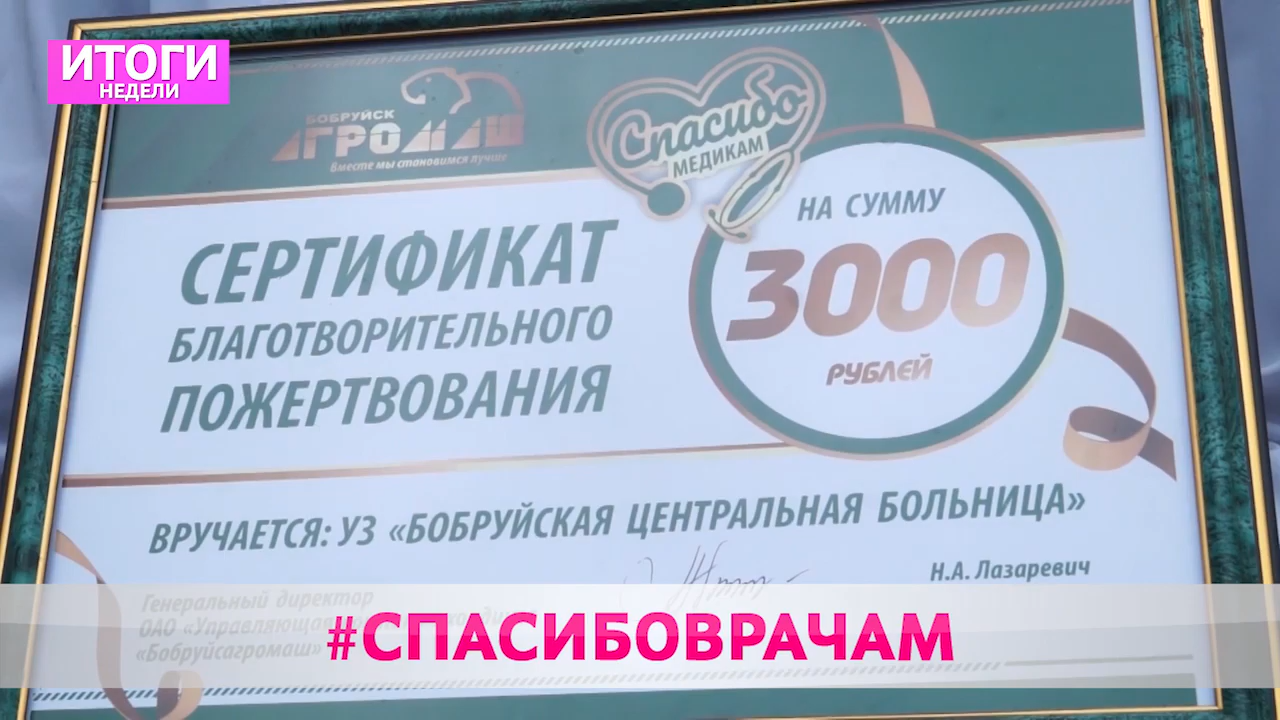 ИТОГИ
НЕДЕЛИ
БОБРУЙСК
АГРОМАШ
Вместе мы становимся лучше
Спасибо
МЕДИКАМ
НА СУММУ
3000
РУБЛЕЙ
СЕРТИФИКАТ
БЛАГОТВОРИТЕЛЬНОГО
ПОЖЕРТВОВАНИЯ
ВРУЧАЕТСЯ: УЗ «БОБРУЙСКАЯ ЦЕНТРАЛЬНАЯ БОЛЬНИЦА»
Н.А. Лазаревич
Генеральный директор
ОАО «Управляющая
«Бобруйсагромаш»
#СПАСИБОВРАЧАМ